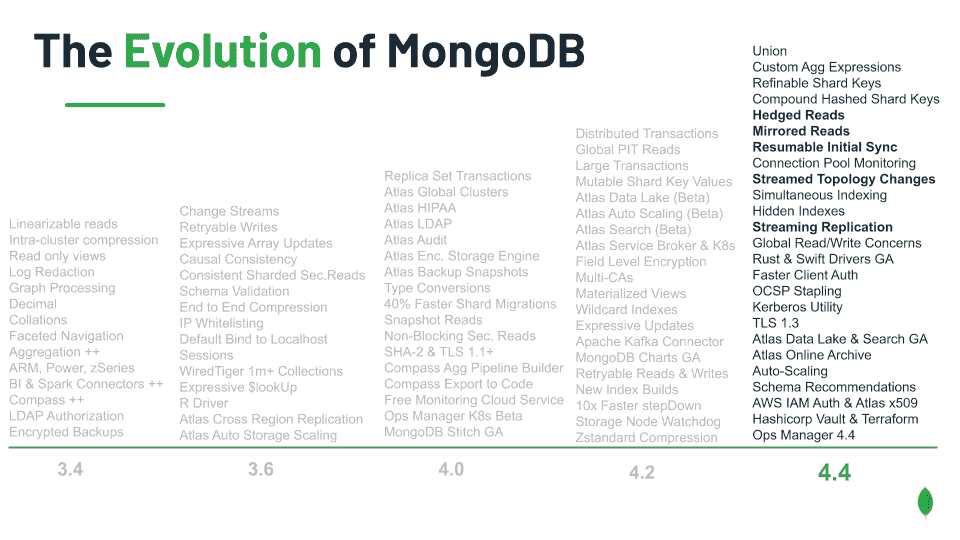 The Evolution of MongoDB
Linearizable reads
Intra-cluster compression
Read only views
Log Redaction
Graph Processing
Decimal
Collations
Faceted Navigation
Aggregation ++
ARM, Power, zSeries
BI & Spark Connectors ++
Compass ++
LDAP Authorization
Encrypted Backups
3.4
Change Streams
Retryable Writes
Expressive Array Updates
Causal Consistency
Consistent Sharded Sec.Reads
Schema Validation
End to End Compression
IP Whitelisting
Default Bind to Localhost
Sessions
WiredTiger 1m+ Collections
Expressive $lookUp
R Driver
Atlas Cross Region Replication
Atlas Auto Storage Scaling
3.6
Replica Set Transactions
Atlas Global Clusters
Atlas HIPAA
Atlas LDAP
Atlas Audit
Atlas Enc. Storage Engine
Atlas Backup Snapshots
Type Conversions
40% Faster Shard Migrations
Snapshot Reads
Non-Blocking Sec. Reads
SHA-2 & TLS 1.1+
Compass Agg Pipeline Builder
Compass Export to Code
Free Monitoring Cloud Service
Ops Manager K8s Beta
MongoDB Stitch GA
4.0
Distributed Transactions
Global PIT Reads
Large Transactions
Mutable Shard Key Values
Atlas Data Lake (Beta)
Atlas Auto Scaling (Beta)
Atlas Search (Beta)
Atlas Service Broker & K8s
Field Level Encryption
Multi-CAs
Materialized Views
Wildcard Indexes
Expressive Updates
Apache Kafka Connector
MongoDB Charts GA
Retryable Reads & Writes
New Index Builds
10x Faster stepDown
Storage Node Watchdog
Zstandard Compression
4.2
Union
Custom Agg Expressions
Refinable Shard Keys
Compound Hashed Shard Keys
Hedged Reads
Mirrored Reads
Resumable Initial Sync
Connection Pool Monitoring
Streamed Topology Changes
Simultaneous Indexing
Hidden Indexes
Streaming Replication
Global Read/Write Concerns
Rust & Swift Drivers GA
Faster Client Auth
OCSP Stapling
Kerberos Utility
TLS 1.3
Atlas Data Lake & Search GA
Atlas Online Archive
Auto-Scaling
Schema Recommendations
AWS IAM Auth & Atlas x509
Hashicorp Vault & Terraform
Ops Manager 4.4
4.4